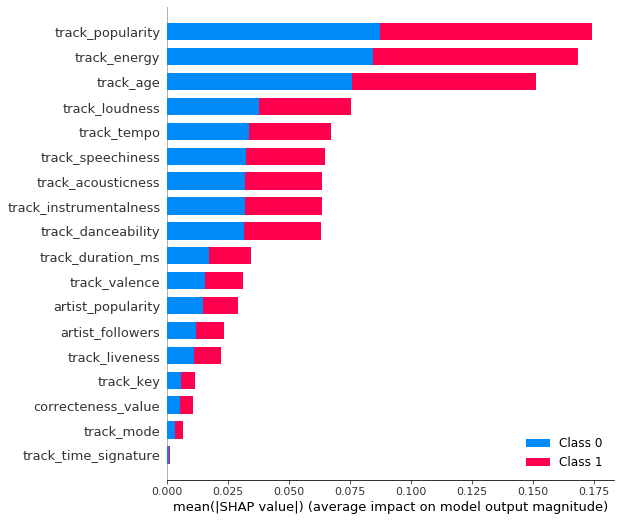 track_popularity
track_energy
track_age
track_loudness
track_tempo
track_speechiness
track_acousticness
track_instrumentalness
track_danceability
track_duration_ms
track_valence
artist_popularity
artist_followers
track_liveness
track_key
correcteness_value
track_mode
track_time_signature
Class 0
Class 1
0.000 0.025 0.050 0.075 0.100 0.125 0.150 0.175
mean(|SHAP value|) (average impact on model output magnitude)